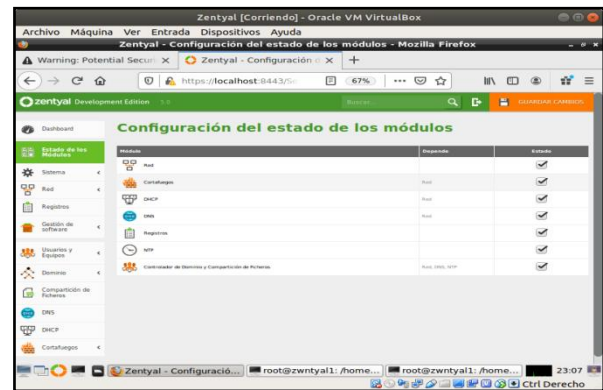 Zentyal [Corriendo] - Oracle VM VirtualBox
Archivo Máquina Ver Entrada Dispositivos Ayuda
Zentyal - Configuración del estado de los módulos - Mozilla Firefox
Warning: Potential Securi
Zentyal - Configuración d
https://localhost:8443/S
67%
zentyal Development Edition
Buscar...
GUARDAR CAMBIOS
Dashboard
Configuración del estado de los módulos
Estado de los Módulos
Módulo Depende Estado
Red
Sistema
Cortafuegos Red
Red
DHCP Red
Registros
DNS Red
Gestión de software
Registros
Usuarios y Equipos
NTP
Dominio
Controlador de Dominio y Compartición de Ficheros Red, DNS, NTP
Compartición de Ficheros
DNS
DHCP
Cortafuegos
Zentyal - Configuració...
root@zwntyal1: /home...
root@zwntyal1: /home...
23:07
Ctrl Derecho